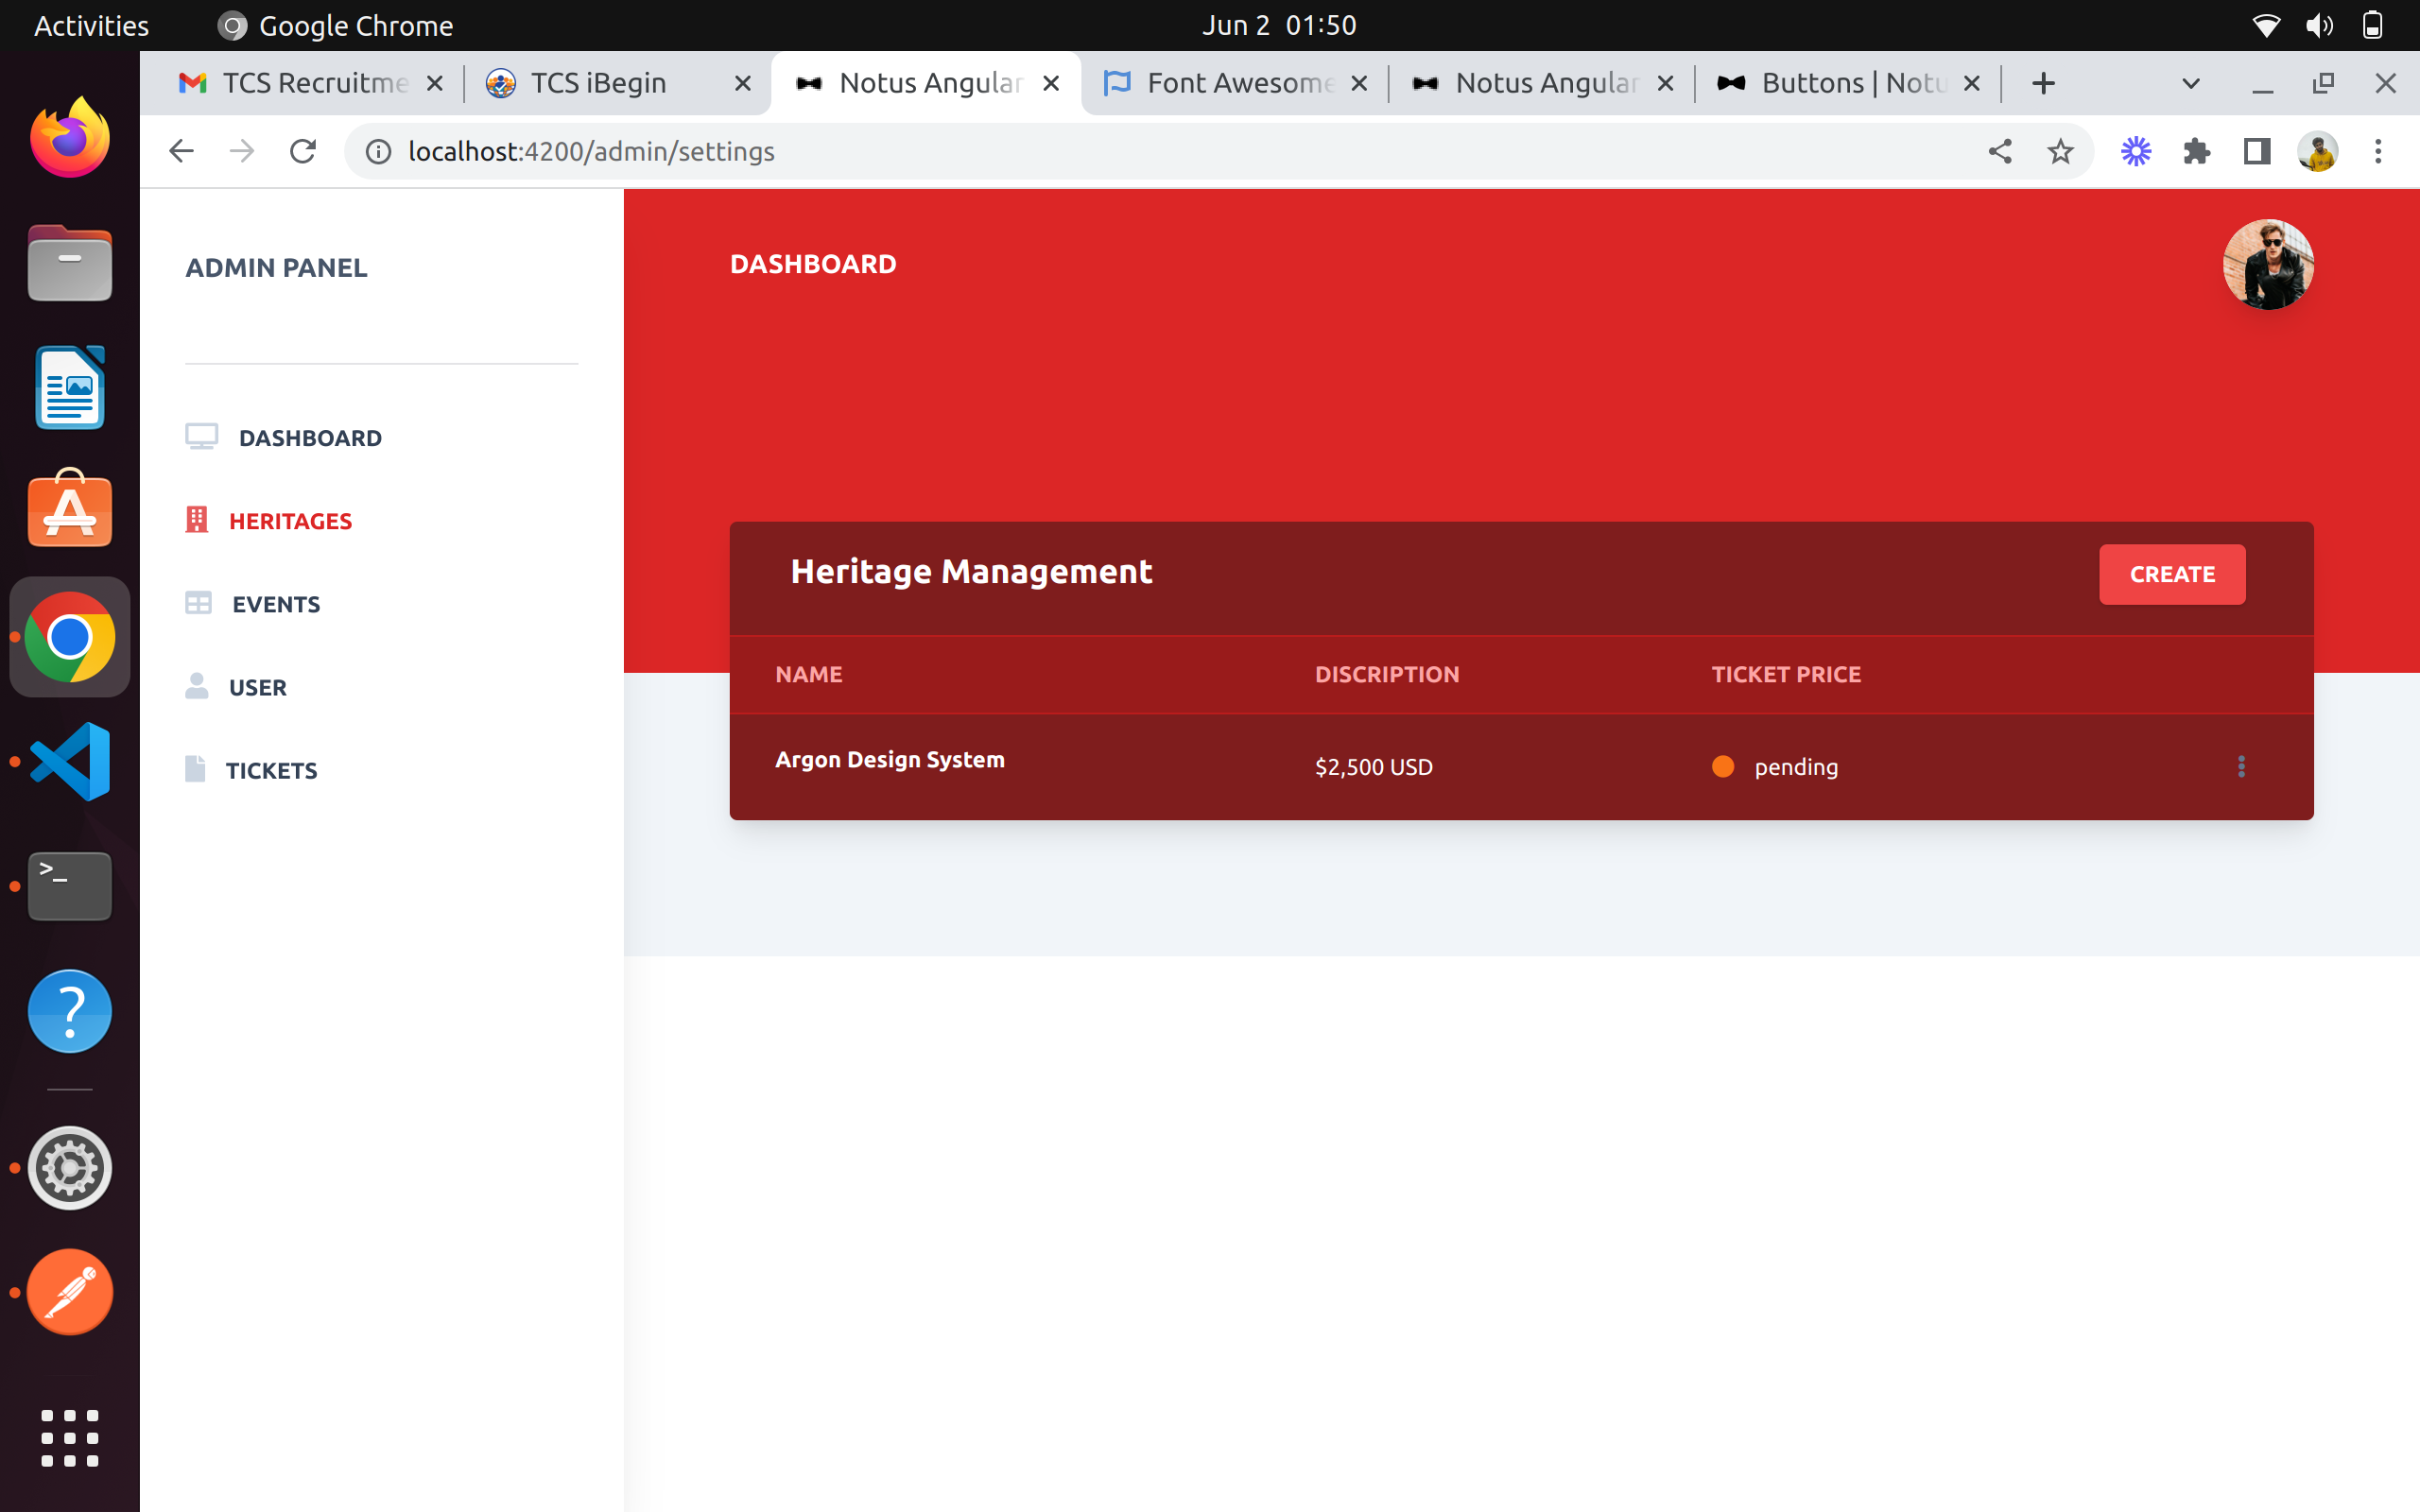 Activities Google Chrome Jun 2 01:50
TCS Recruitme TCS iBegin Notus Angular Font Awesome Notus Angular Buttons | Notu
localhost:4200/admin/settings
ADMIN PANEL
DASHBOARD
HERITAGES
EVENTS
USER
TICKETS
DASHBOARD
Heritage Management CREATE
NAME DISCRIPTION TICKET PRICE
Argon Design System $2,500 USD pending